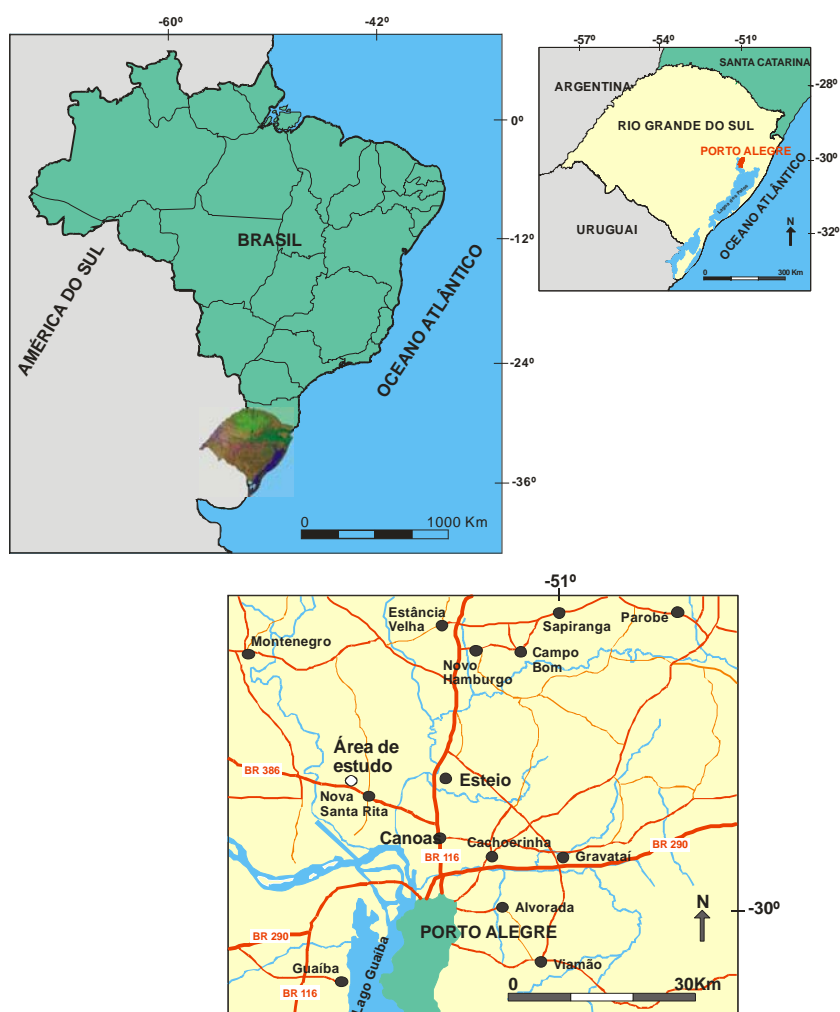 -60º
-42º
0º
-12º
-24º
-36º
BRASIL
AMÉRICA DO SUL
OCEANO ATLÂNTICO
0
1000 Km
-57º
-54º
-51º
SANTA CATARINA
ARGENTINA
-28º
RIO GRANDE DO SUL
PORTO ALEGRE
-30º
URUGUAI
OCEANO ATLÂNTICO
N
-32º
0
300 Km
-51º
Estância
Velha
Sapiranga
Parobé
Montenegro
Novo
Hamburgo
Campo
Bom
Área de
estudo
BR 386
Esteio
Nova
Santa Rita
Canoas
Cachoerinha
BR 116
BR 290
Gravataí
N
Alvorada
-30º
PORTO ALEGRE
BR 290
Lago Guaíba
Viamão
Guaíba
BR 116
0
30Km